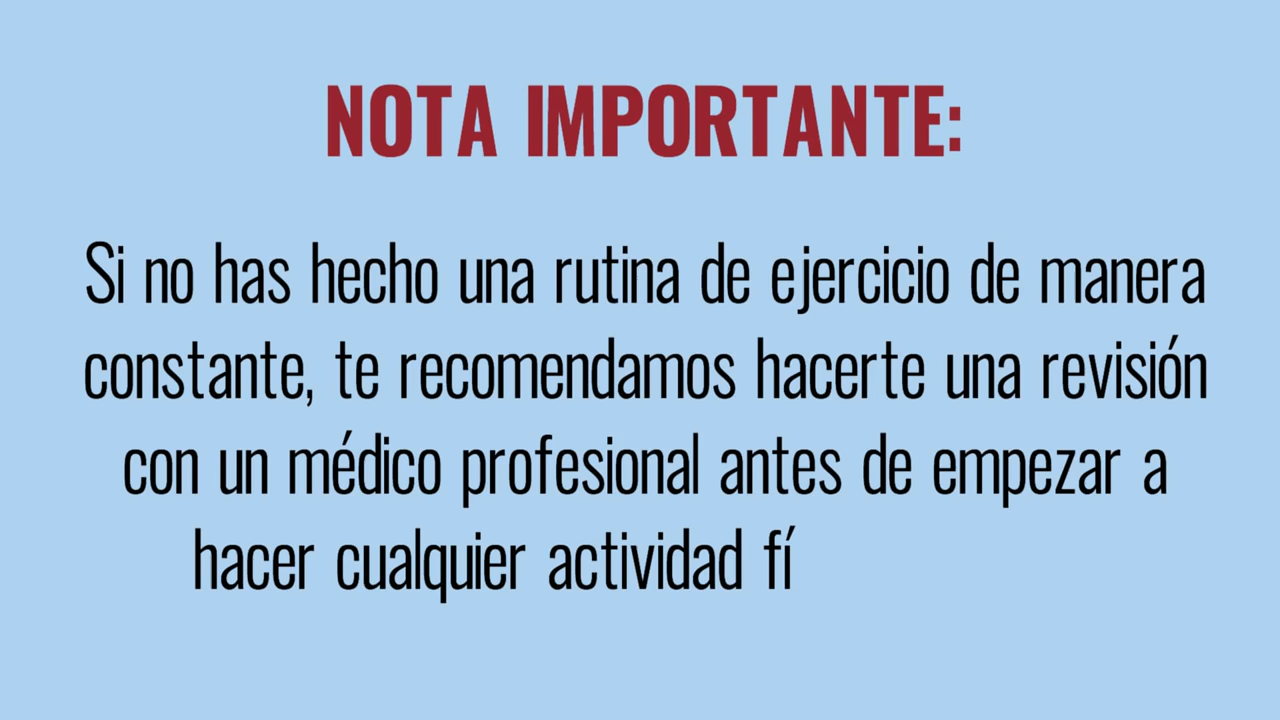 NOTA IMPORTANTE:
Si no has hecho una rutina de ejercicio de manera
constante, te recomendamos hacerte una revisión
con un médico profesional antes de empezar a
hacer cualquier actividad fí